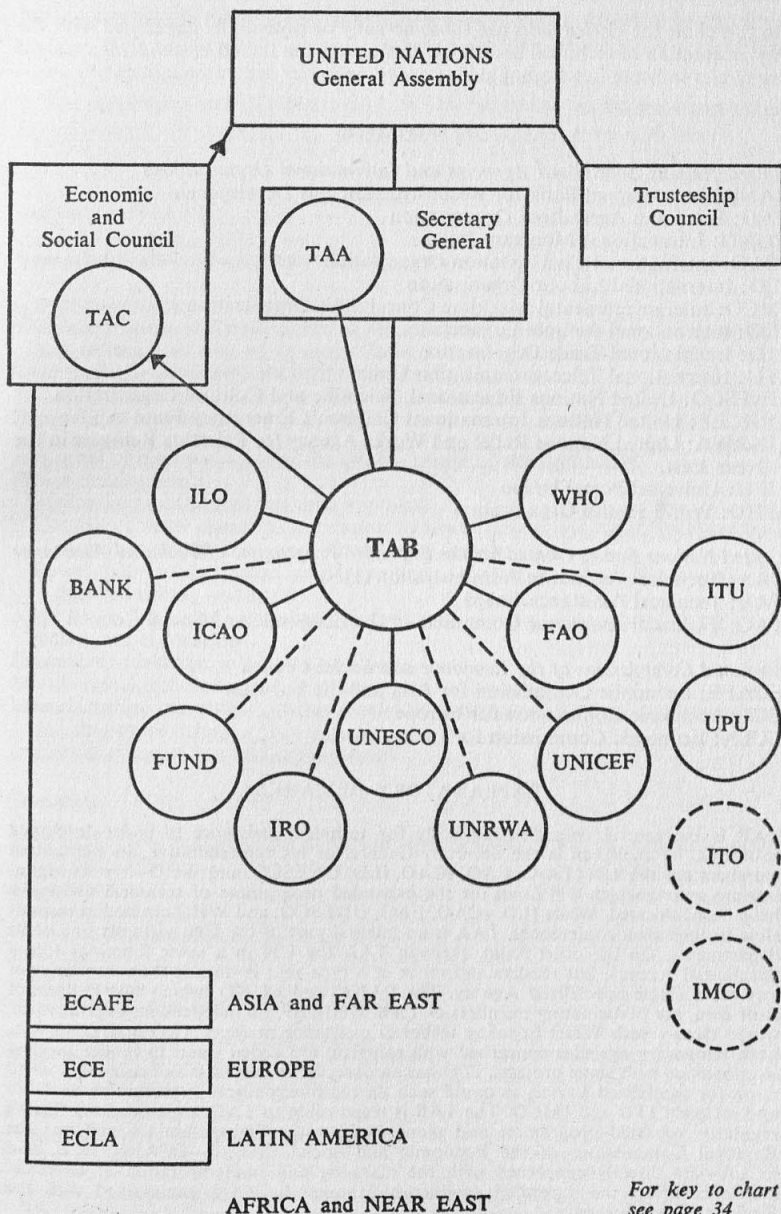 UNITED NATIONS
General Assembly
Economic
and
Social Council
TAC
TAA
Secretary
General
Trusteeship
Council
ILO
WHO
TAB
BANK
ITU
ICAO
FAO
UNESCO
UPU
FUND
UNICEF
IRO
UNRWA
ITO
IMCO
ECAFE ASIA and FAR EAST
ECE EUROPE
ECLA LATIN AMERICA
AFRICA and NEAR EAST
For key to chart
see page 34